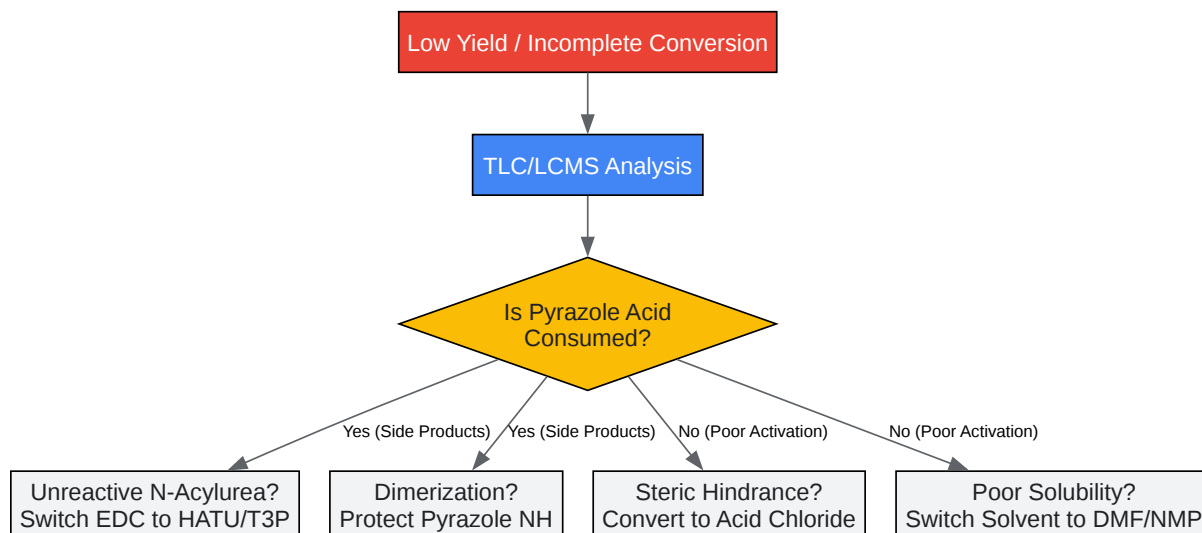 Low Yield / Incomplete Conversion
TLC/LCMS Analysis
Is Pyrazole Acid
Consumed?
Yes (Side Products)
Yes (Side Products)
No (Poor Activation)
No (Poor Activation)
Unreactive N-Acylurea?
Switch EDC to HATU/T3P
Dimerization?
Protect Pyrazole NH
Steric Hindrance?
Convert to Acid Chloride
Poor Solubility?
Switch Solvent to DMF/NMP